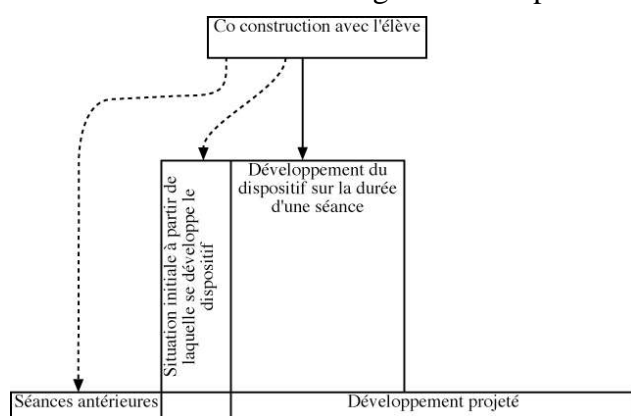 Co construction avec l'élève
Situation initiale à partir de
laquelle se développe le
dispositif
Développement du
dispositif sur la durée
d'une séance
Séances antérieures
Développement projeté